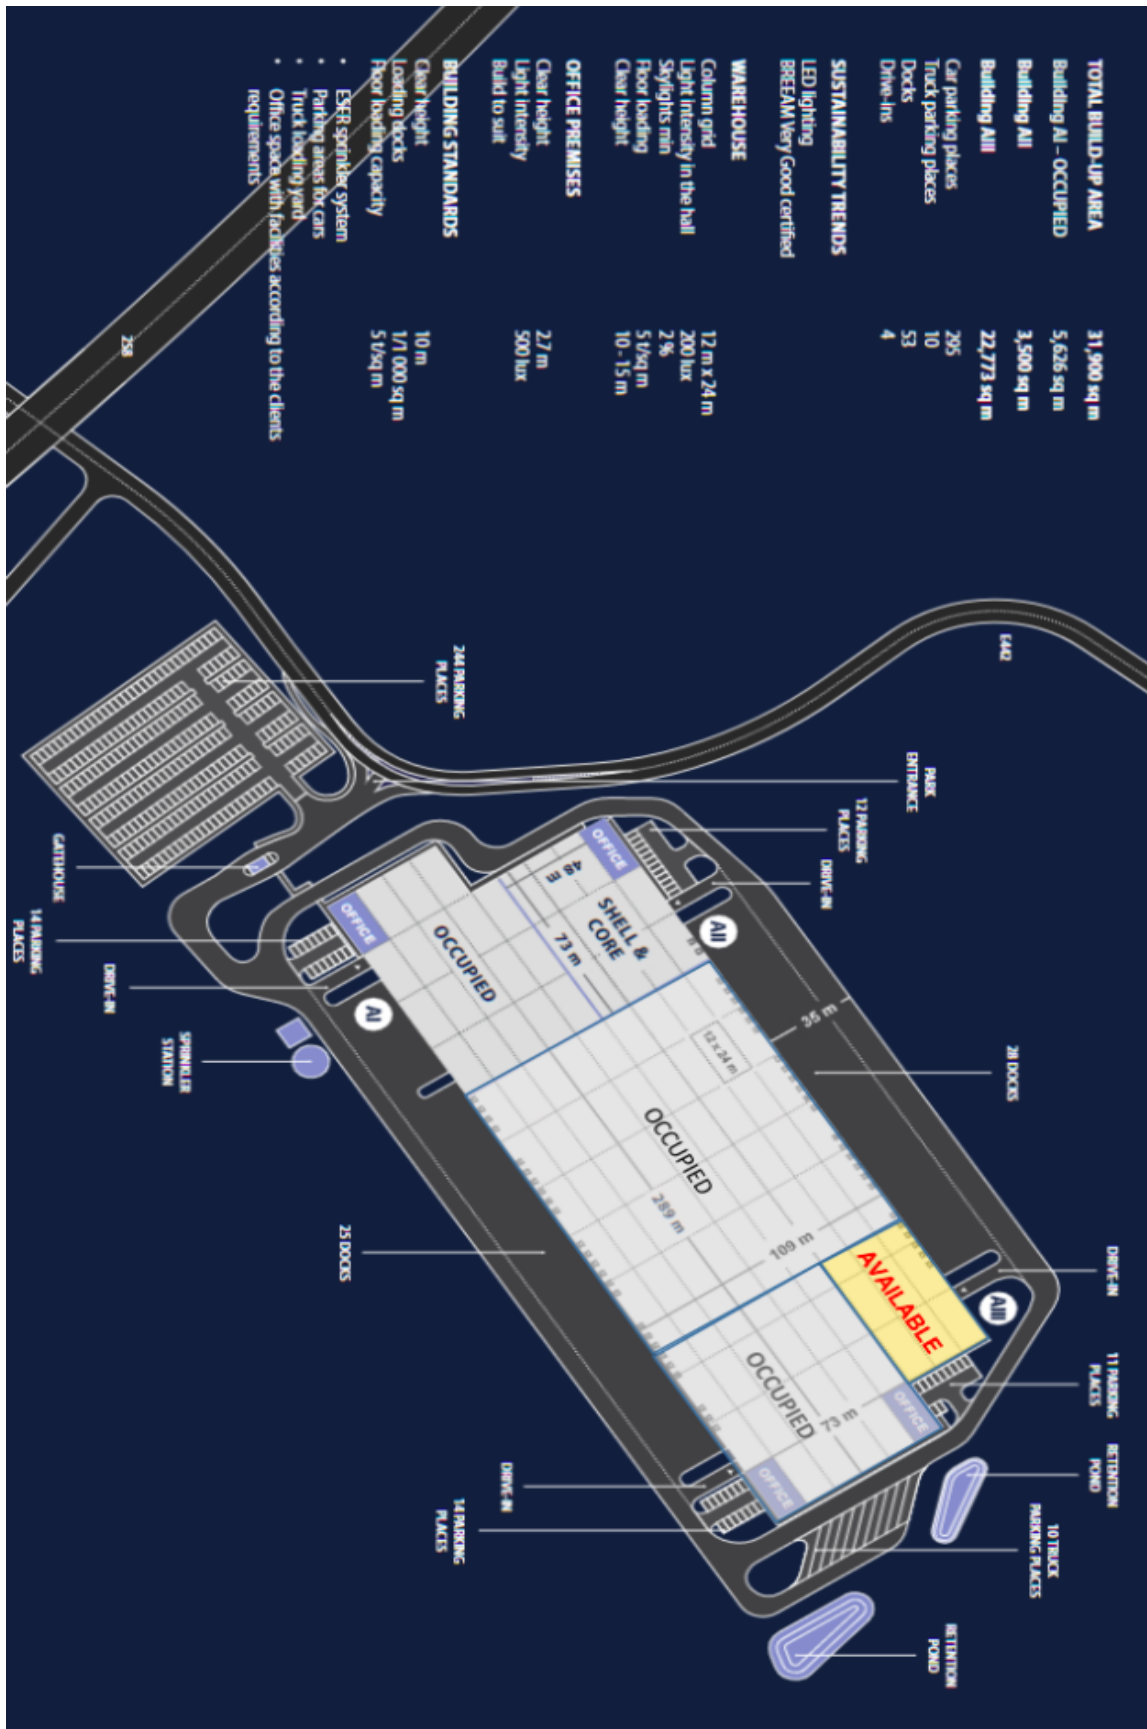 TOTAL BUILD-UP AREA 31,900 sq m
Building AI – OCCUPIED 5,626 sq m
Building AII 3,500 sq m
Building AIII 22,773 sq m
Car parking places 295
Truck parking places 10
Docks 53
Drive-ins 4
SUSTAINABILITY TRENDS
LED lighting
BREEAM Very Good certified
WAREHOUSE
Column grid 12 m x 24 m
Light intensity in the hall 200 lux
Skylights min 2 %
Floor loading 5 t/sq m
Clear height 10 - 15 m
OFFICE PREMISES
Clear height 2.7 m
Light intensity 500 lux
Build to suit
BUILDING STANDARDS
Clear height 10 m
Loading docks 1/1 000 sq m
Floor loading capacity 5 t/sq m
• ESFR sprinkler system
• Parking areas for cars
• Truck loading yard
• Office space with facilities according to the clients
requirements
258
E442
244 PARKING
PLACES
PARK
ENTRANCE
12 PARKING
PLACES
DRIVE-IN
28 DOCKS
DRIVE-IN
11 PARKING
PLACES
RETENTION
POND
10 TRUCK
PARKING PLACES
RETENTION
POND
GATEHOUSE
14 PARKING
PLACES
DRIVE-IN
SPRINKLER
STATION
25 DOCKS
DRIVE-IN
14 PARKING
PLACES
OFFICE
48 m
SHELL &
CORE
73 m
AII
35 m
OFFICE
OCCUPIED
AI
12 x 24 m
OCCUPIED
289 m
109 m
AVAILABLE
AIII
OCCUPIED
73 m
OFFICE
OFFICE